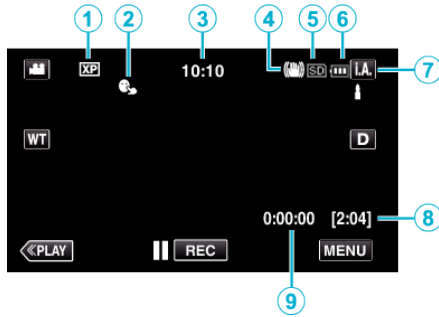 1 2 3 4 5 6
XP 10:10 SD I.A. 7
WT D
0:00:00 [2:04] 8
≪PLAY REC MENU
9